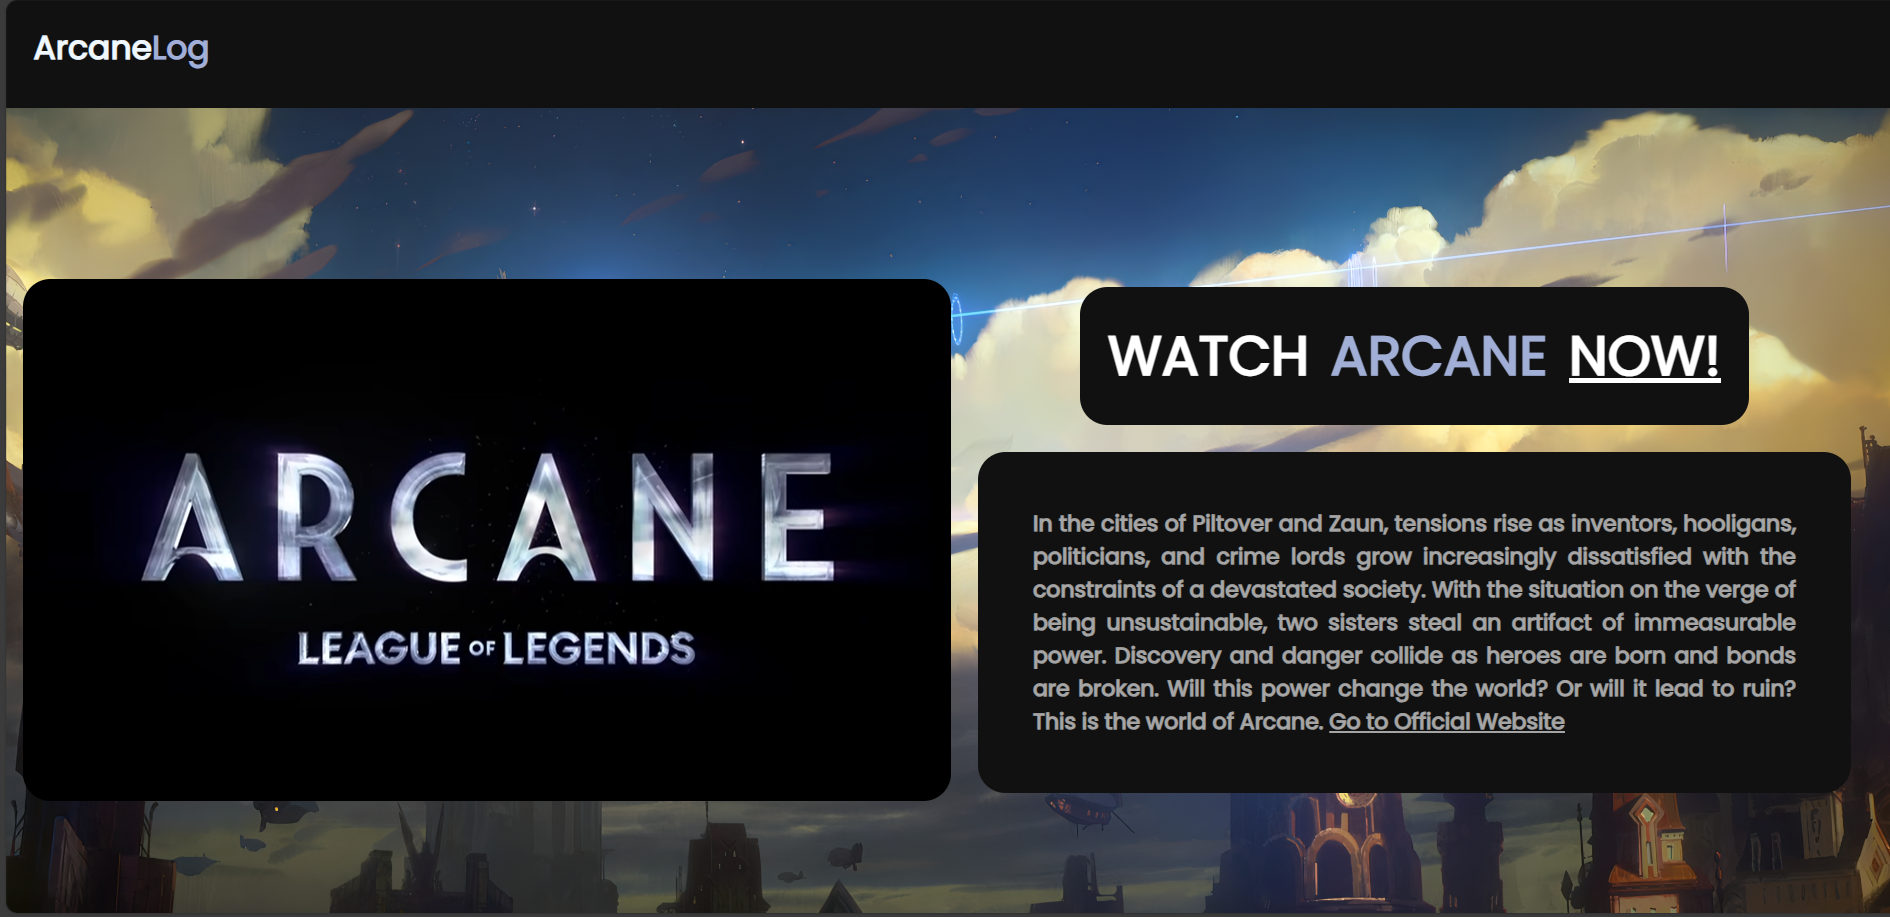 ArcaneLog
ARCANE
LEAGUE OF LEGENDS
WATCH ARCANE NOW!
In the cities of Piltover and Zaun, tensions rise as inventors, hooligans,
politicians, and crime lords grow increasingly dissatisfied with the
constraints of a devastated society. With the situation on the verge of
being unsustainable, two sisters steal an artifact of immeasurable
power. Discovery and danger collide as heroes are born and bonds
are broken. Will this power change the world? Or will it lead to ruin?
This is the world of Arcane. Go to Official Website